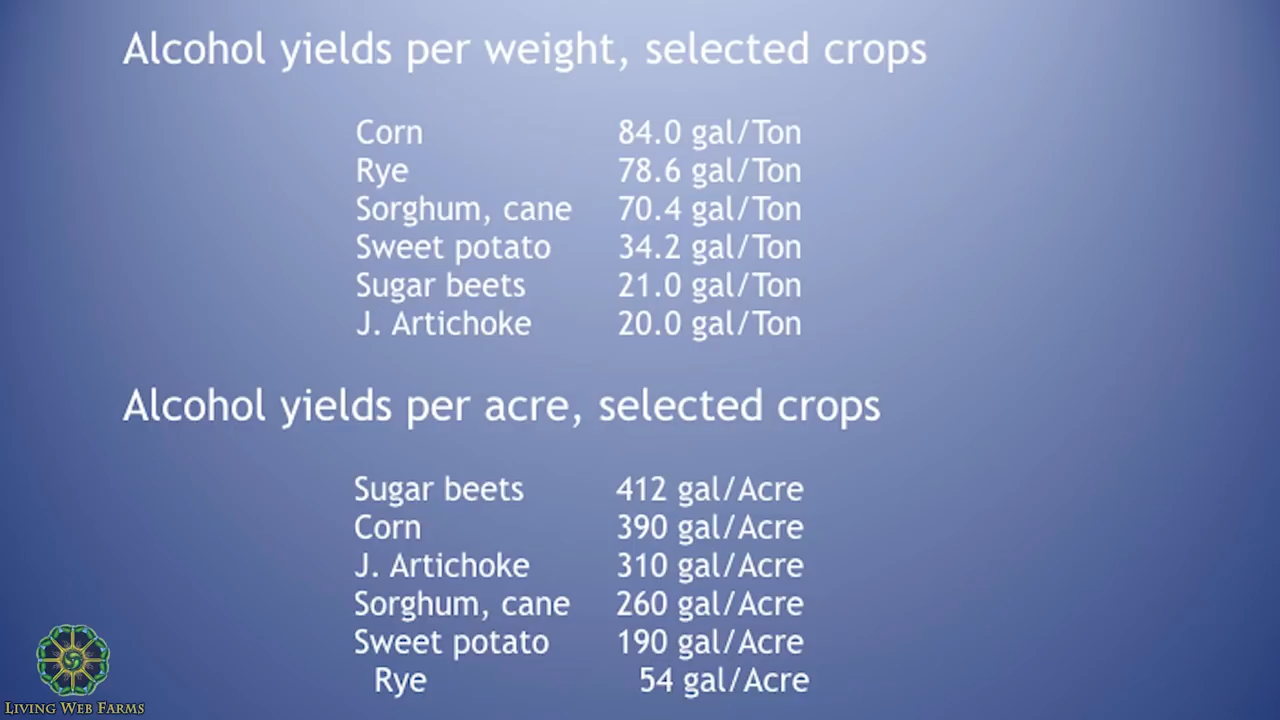 Alcohol yields per weight, selected crops
Corn 84.0 gal/Ton
Rye 78.6 gal/Ton
Sorghum, cane 70.4 gal/Ton
Sweet potato 34.2 gal/Ton
Sugar beets 21.0 gal/Ton
J. Artichoke 20.0 gal/Ton
Alcohol yields per acre, selected crops
Sugar beets 412 gal/Acre
Corn 390 gal/Acre
J. Artichoke 310 gal/Acre
Sorghum, cane 260 gal/Acre
Sweet potato 190 gal/Acre
Rye 54 gal/Acre
LIVING WEB FARMS